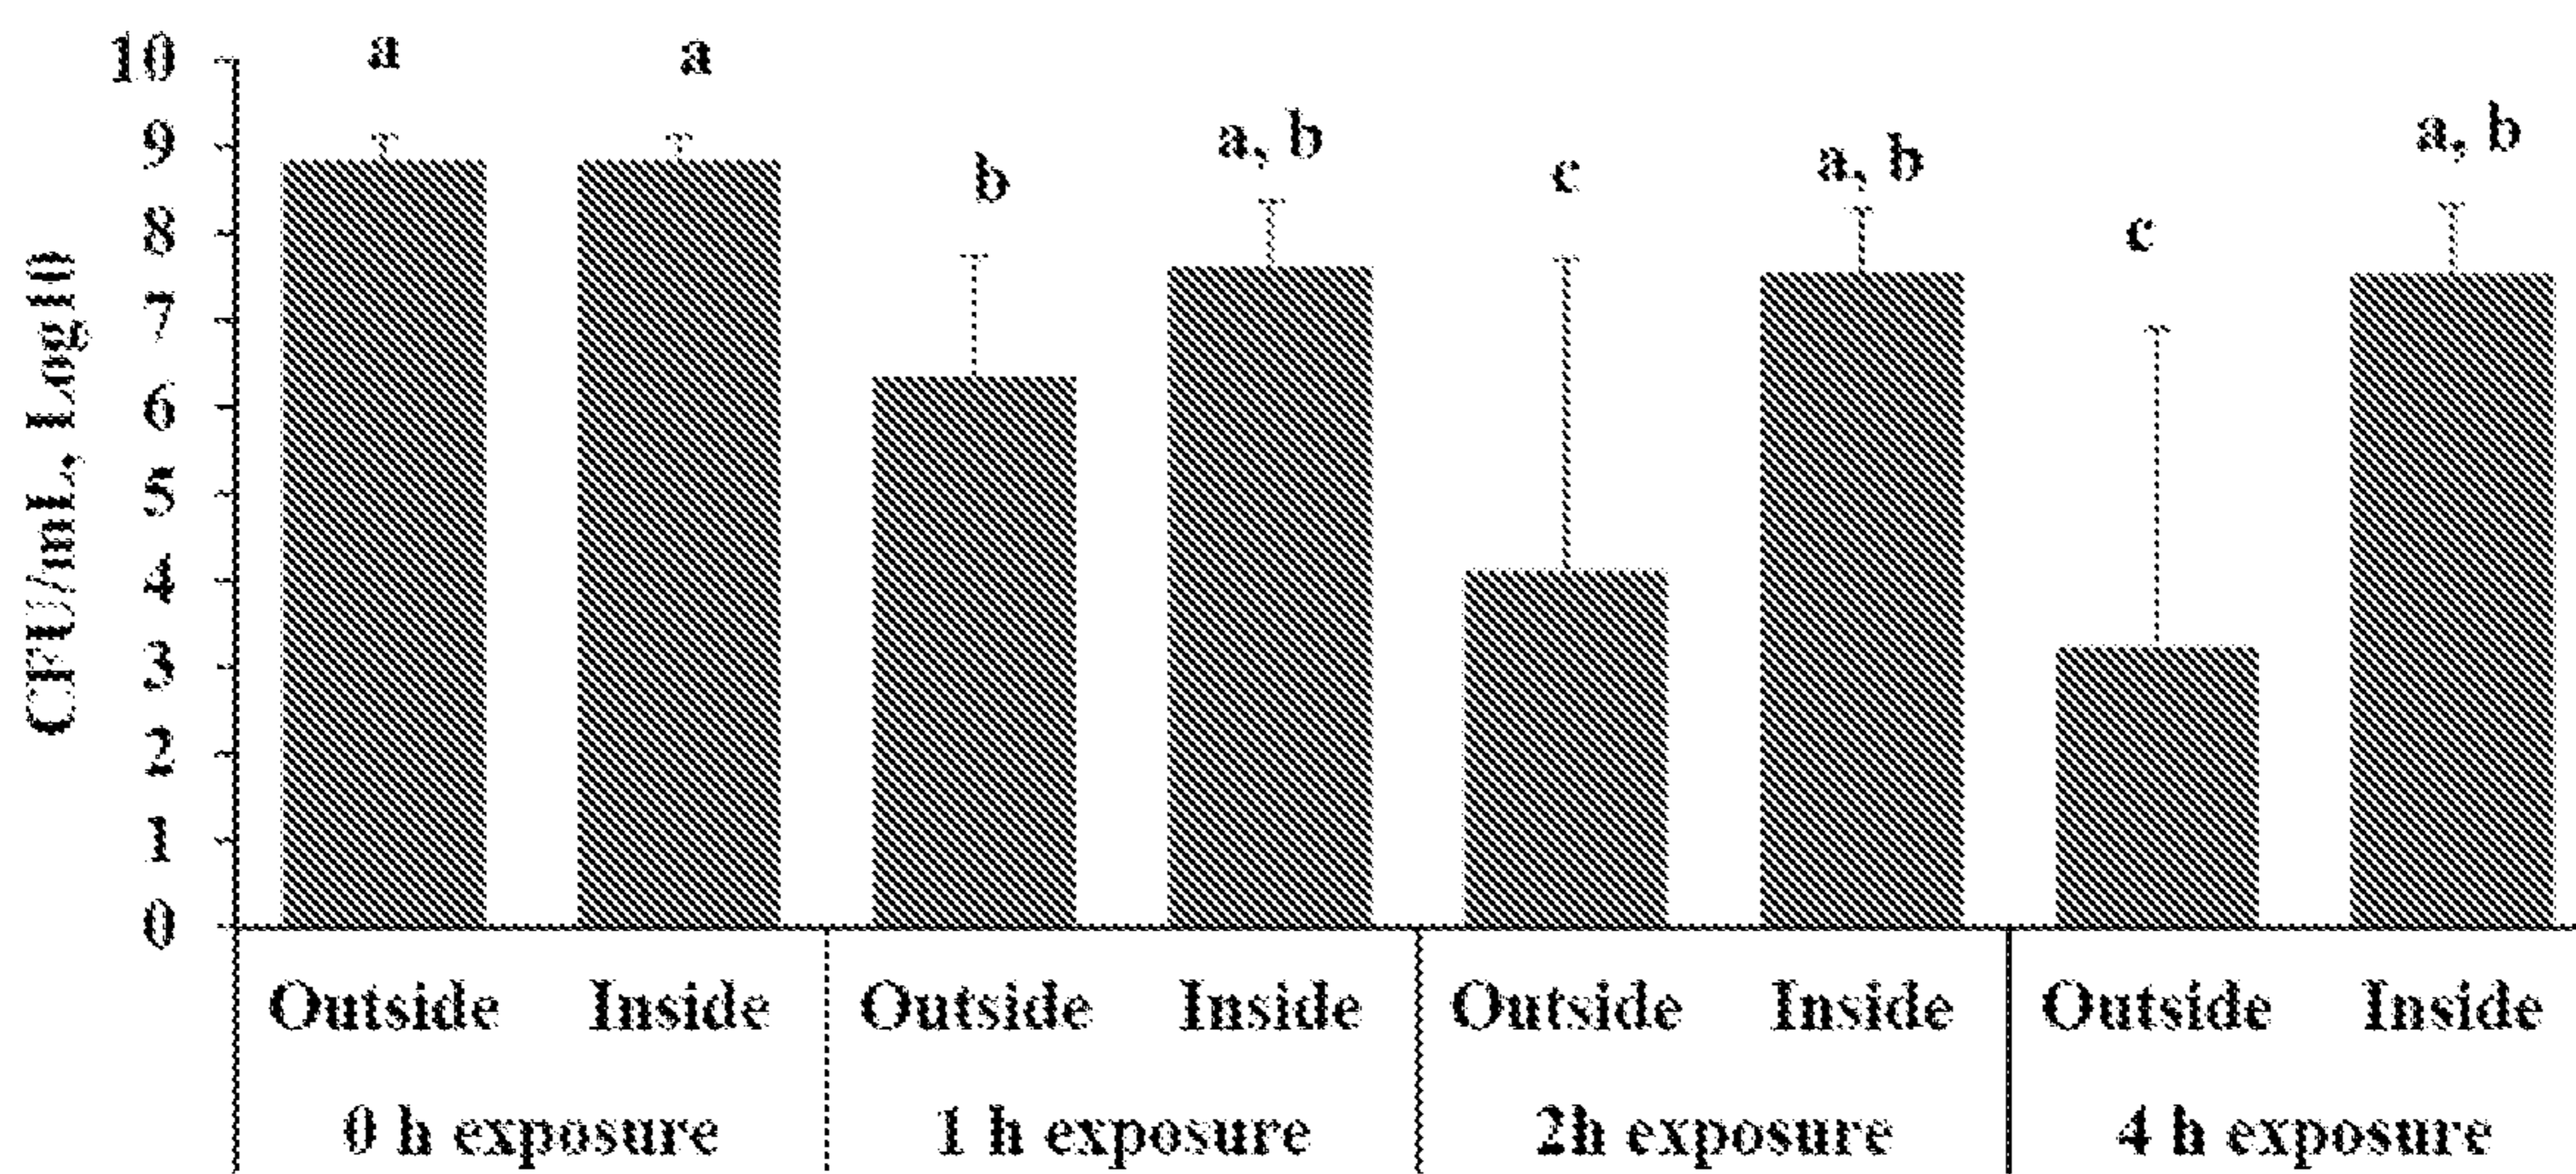 CFU/mL, Log10
10
9
8
7
6
5
4
3
2
1
0
a
a
b
a, b
c
a, b
c
a, b
Outside Inside Outside Inside Outside Inside Outside Inside
0 h exposure 1 h exposure 2h exposure 4 h exposure